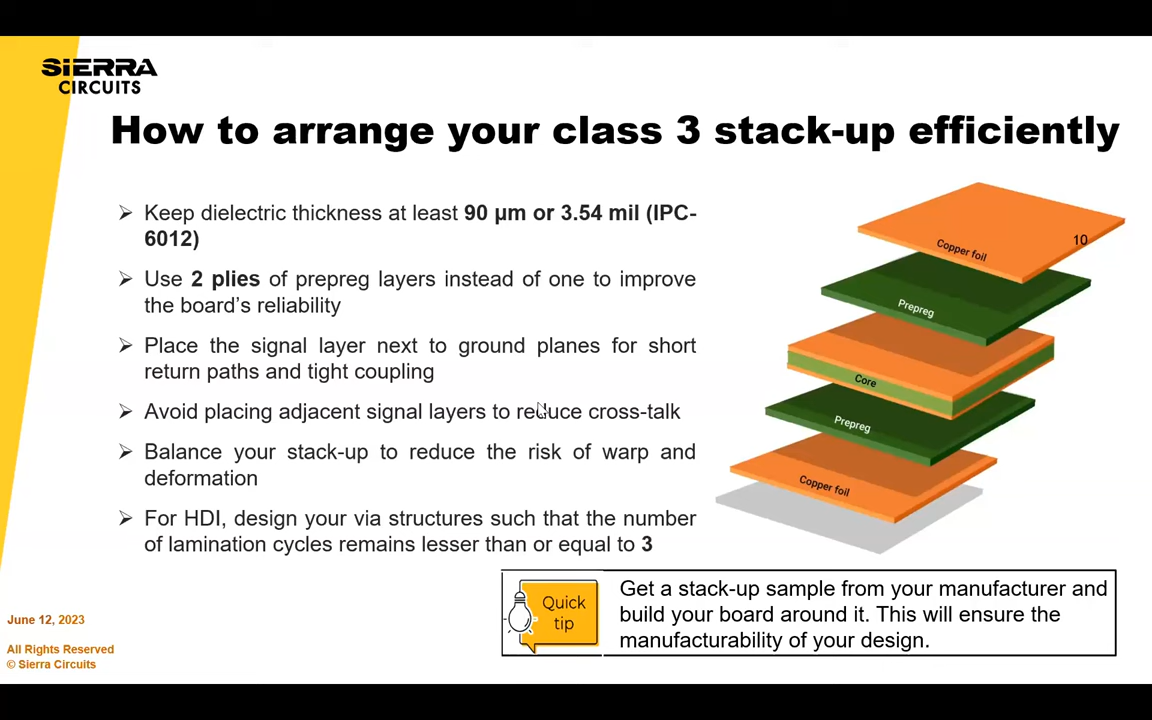 SIERRA
CIRCUITS
How to arrange your class 3 stack-up efficiently
➢ Keep dielectric thickness at least 90 µm or 3.54 mil (IPC-
6012)
➢ Use 2 plies of prepreg layers instead of one to improve
the board’s reliability
➢ Place the signal layer next to ground planes for short
return paths and tight coupling
➢ Avoid placing adjacent signal layers to reduce cross-talk
➢ Balance your stack-up to reduce the risk of warp and
deformation
➢ For HDI, design your via structures such that the number
of lamination cycles remains lesser than or equal to 3
10
Copper foil
Prepreg
Core
Prepreg
Copper foil
Quick
tip
Get a stack-up sample from your manufacturer and
build your board around it. This will ensure the
manufacturability of your design.
June 12, 2023
All Rights Reserved
© Sierra Circuits